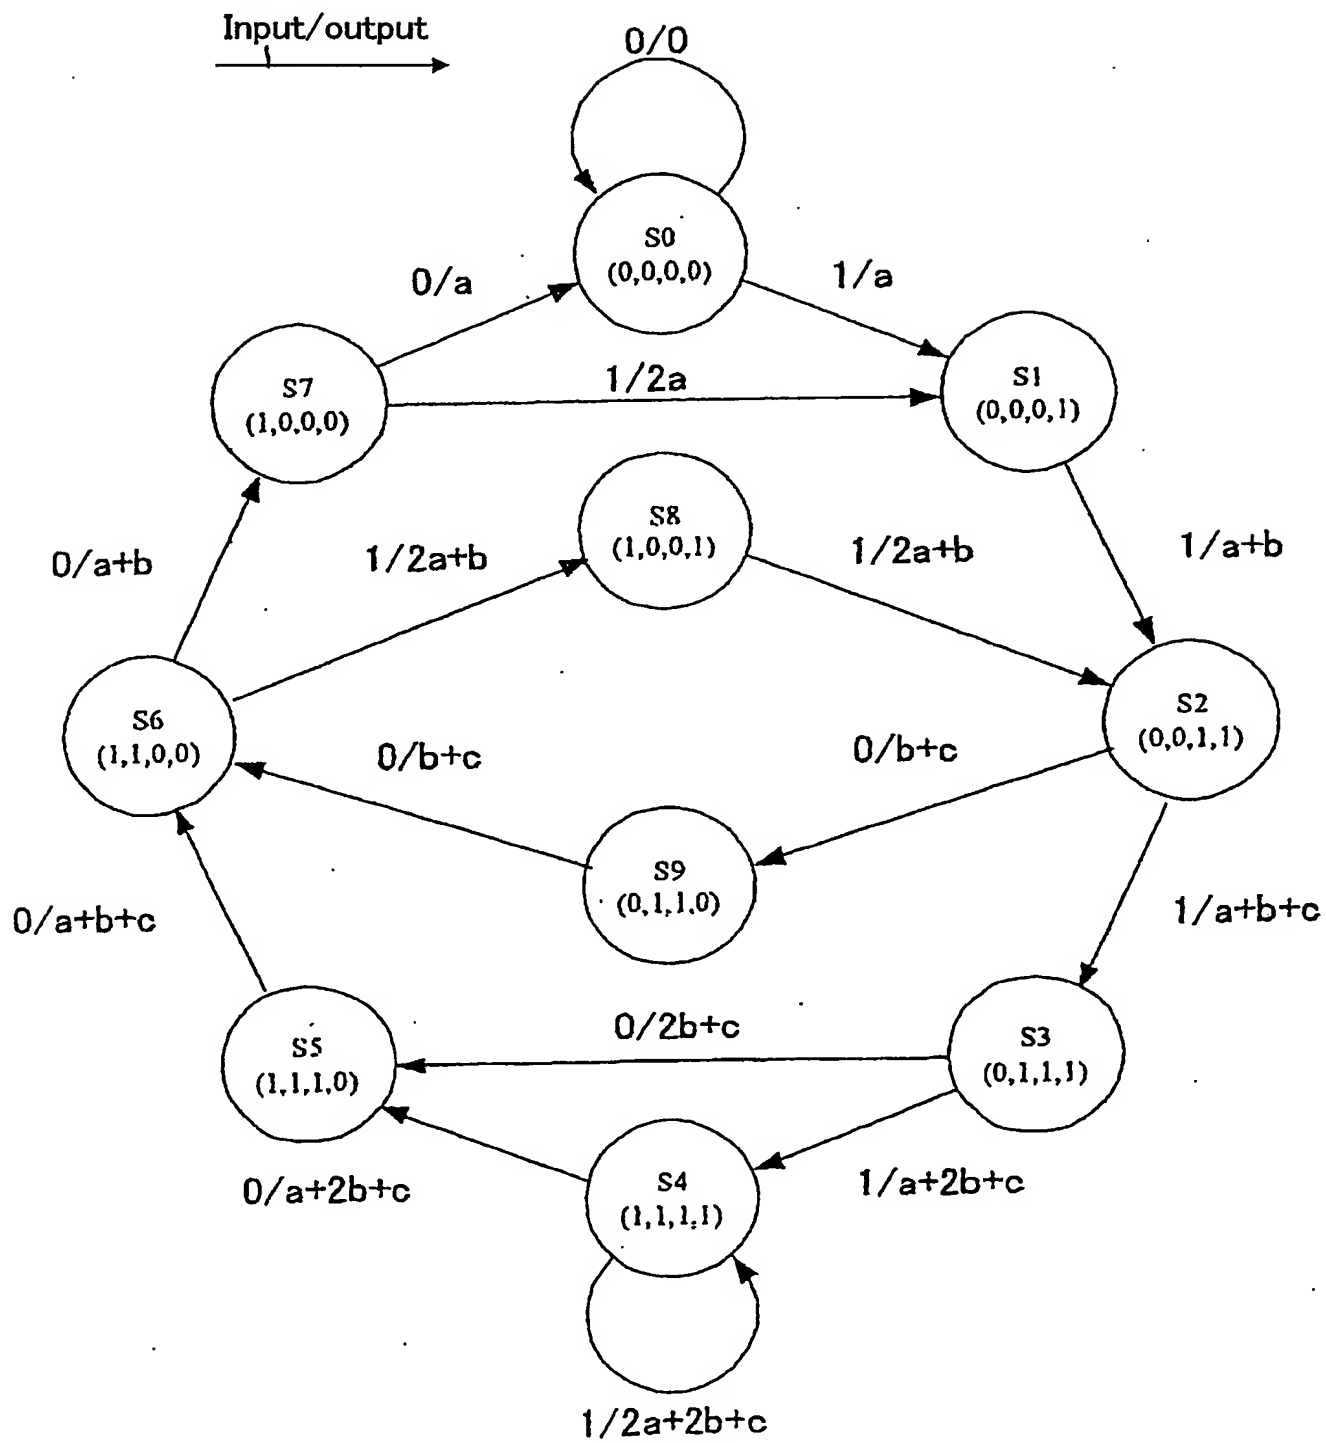 Input/output
0/0
S0
(0,0,0,0)
0/a
1/a
S7
(1,0,0,0)
1/2a
S1
(0,0,0,1)
S8
(1,0,0,1)
0/a+b
1/2a+b
1/2a+b
1/a+b
S6
(1,1,0,0)
S2
(0,0,1,1)
0/b+c
0/b+c
S9
(0,1,1,0)
0/a+b+c
1/a+b+c
0/2b+c
S5
(1,1,1,0)
S3
(0,1,1,1)
0/a+2b+c
S4
(1,1,1,1)
1/a+2b+c
1/2a+2b+c